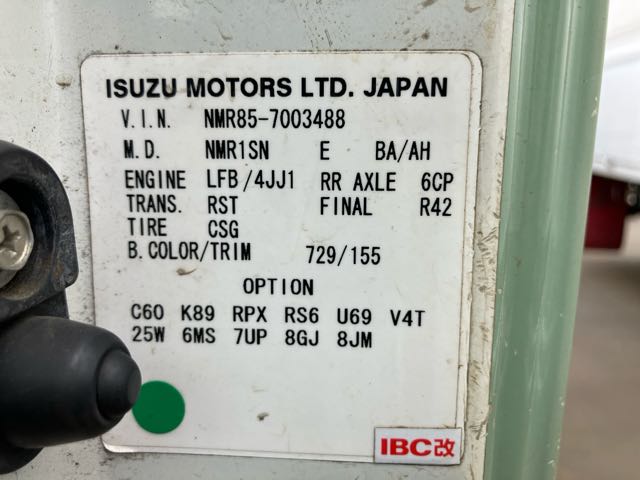 ISUZU MOTORS LTD. JAPAN
V.I.N. NMR85-7003488
M.D. NMR1SN E BA/AH
ENGINE LFB/4JJ1 RR AXLE 6CP
TRANS. RST FINAL R42
TIRE CSG
B.COLOR/TRIM 729/155
OPTION
C60 K89 RPX RS6 U69 V4T
25W 6MS 7UP 8GJ 8JM
IBC改